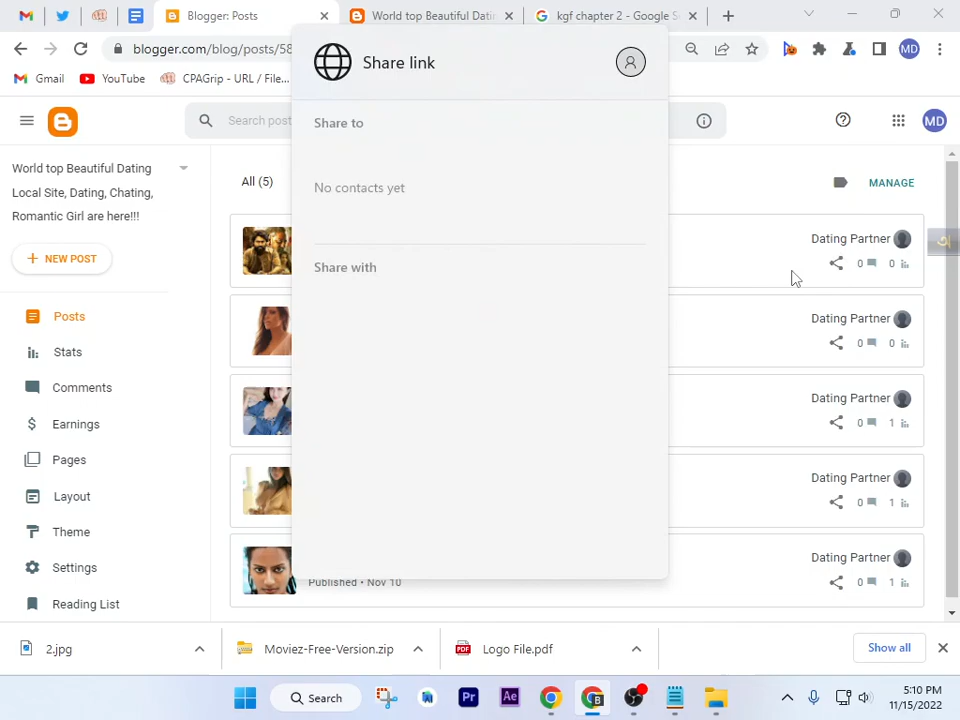 Blogger: Posts
World top Beautiful Datin
kgf chapter 2 - Google S
blogger.com/blog/posts/58
MD
Gmail
YouTube
CPAGrip - URL / File...
Share link
Search post
MD
Share to
World top Beautiful Dating
Local Site, Dating, Chating,
Romantic Girl are here!!!
All (5)
MANAGE
No contacts yet
NEW POST
Dating Partner
0 0
Share with
Posts
Dating Partner
0 0
Stats
Comments
Dating Partner
0 1
Earnings
Pages
Dating Partner
0 1
Layout
Theme
Dating Partner
Settings
Published • Nov 10
0 1
Reading List
2.jpg
Moviez-Free-Version.zip
Logo File.pdf
Show all
Search
Pr
Ae
5:10 PM
11/15/2022